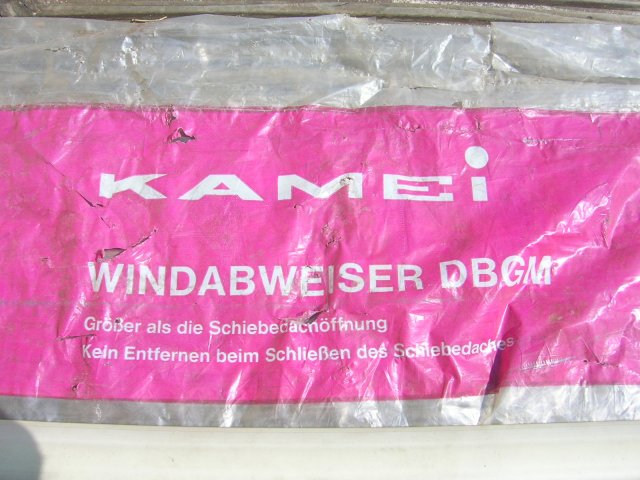 KAMEi
WINDABWEISER DBGM
Größer als die Schiebedachöffnung
Kein Entfernen beim Schließen des Schiebedaches